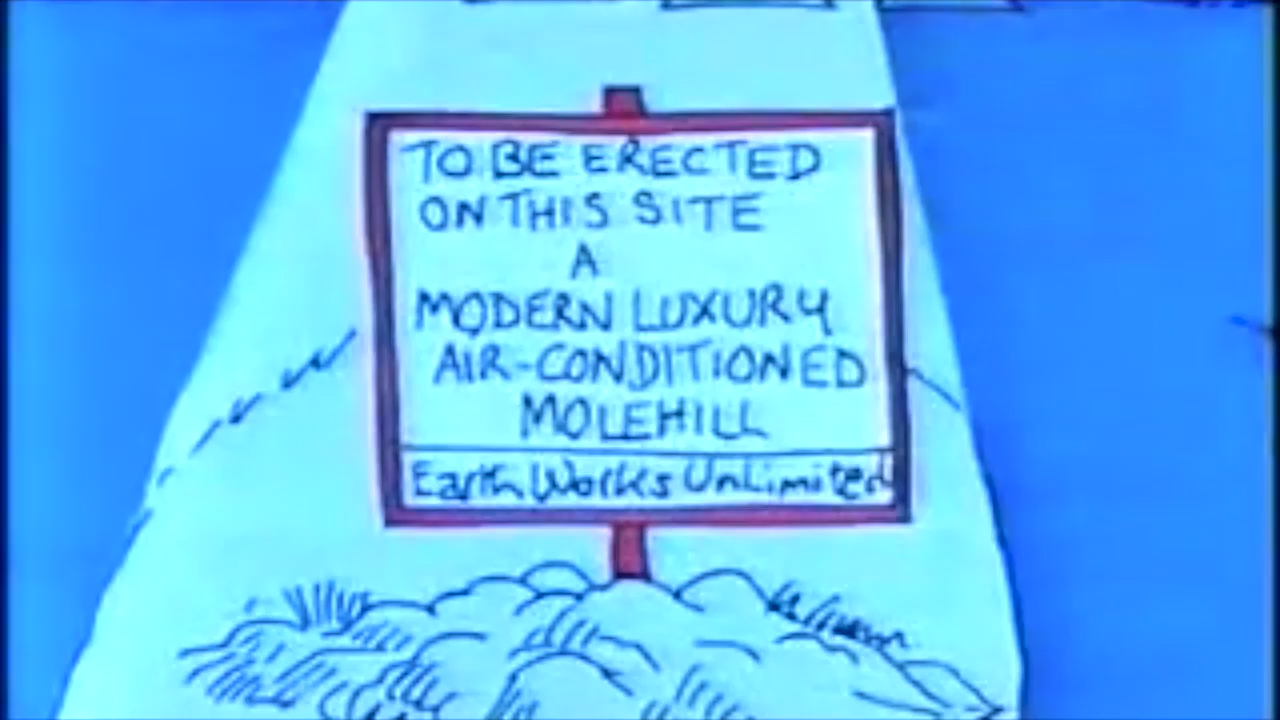 TO BE ERECTED
ON THIS SITE
A
MODERN LUXURY
AIR-CONDITIONED
MOLEHILL
Earth Works UnLimited